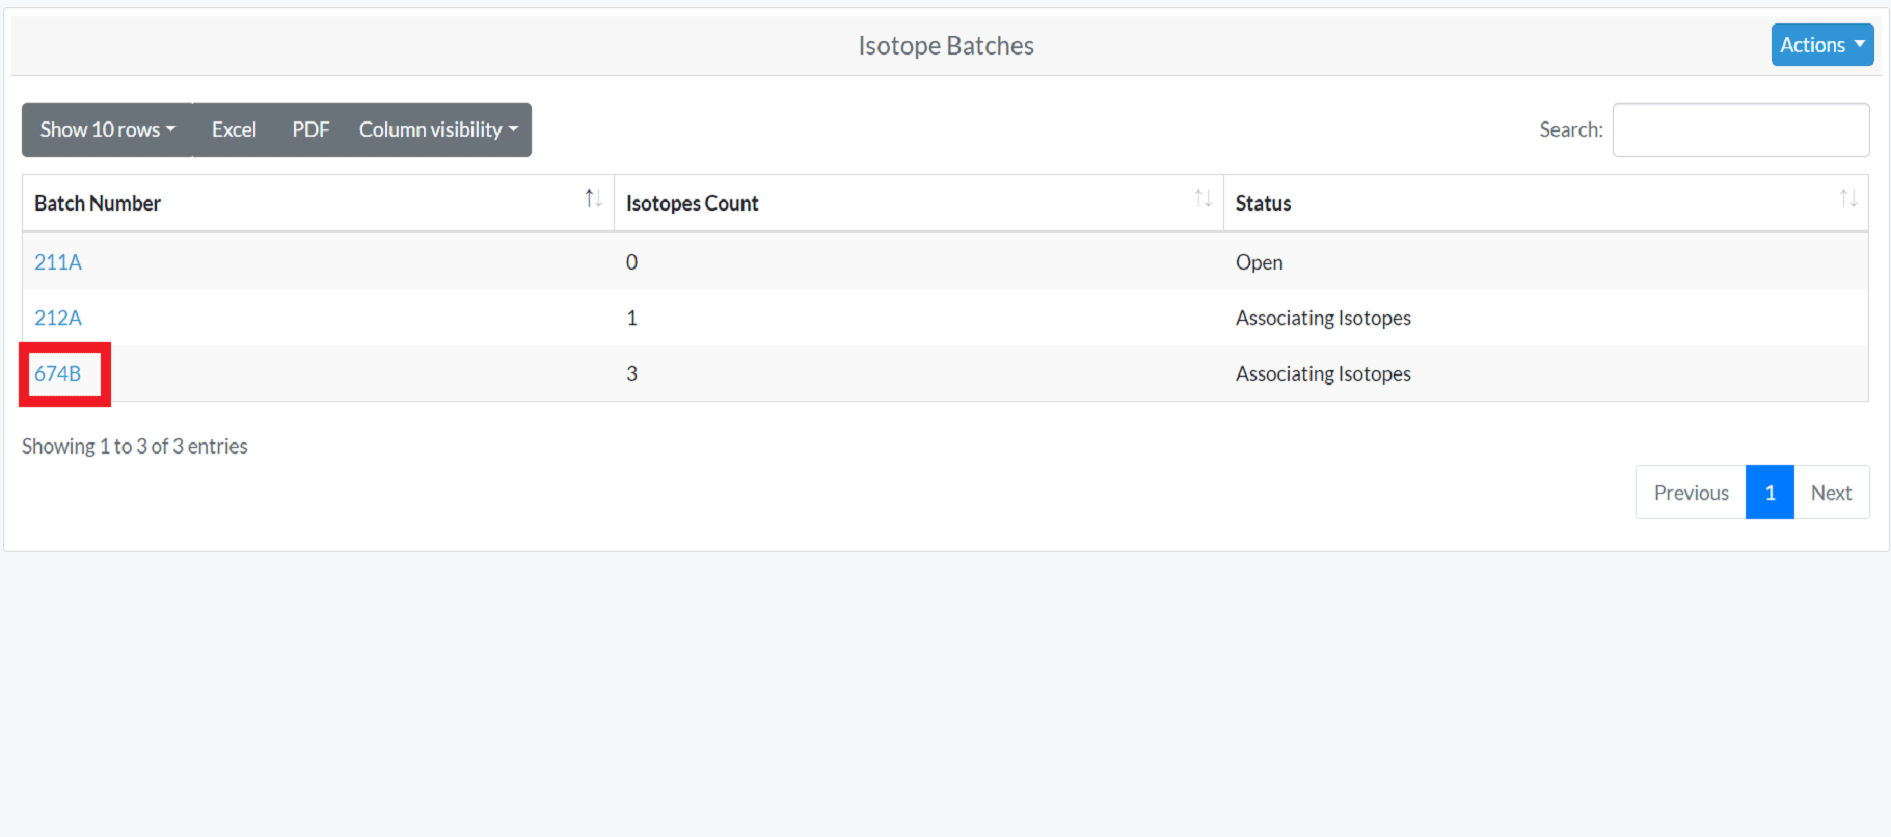 Isotope Batches Actions
Show 10 rows Excel PDF Column visibility Search:
Batch Number Isotopes Count Status
211A 0 Open
212A 1 Associating Isotopes
674B 3 Associating Isotopes
Showing 1 to 3 of 3 entries
Previous 1 Next